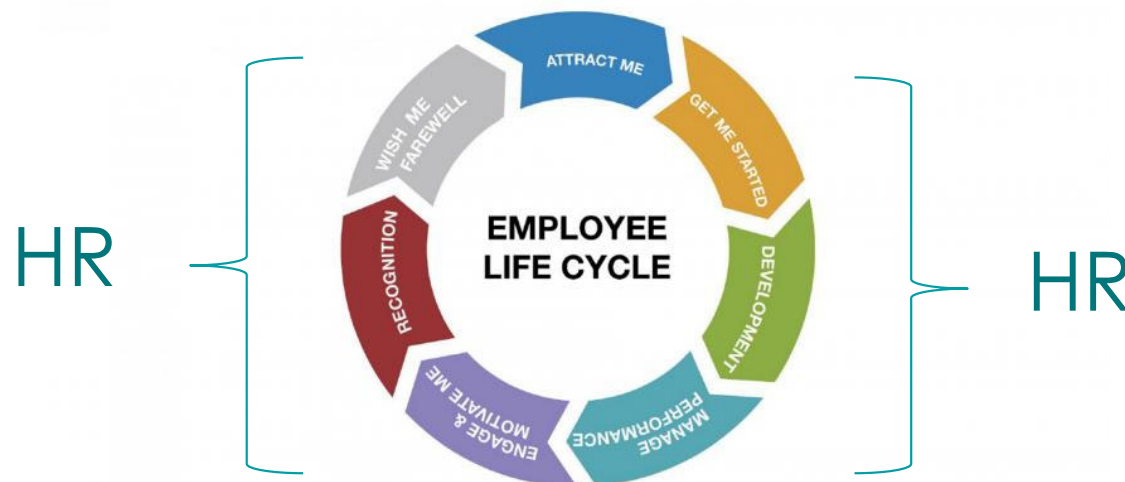 HR
ATTRACT ME
GET ME STARTED
DEVELOPMENT
MANAGE
PERFORMANCE
ENGAGE &
MOTIVATE ME
RECOGNITION
WISH ME
FAREWELL
EMPLOYEE
LIFE CYCLE
HR